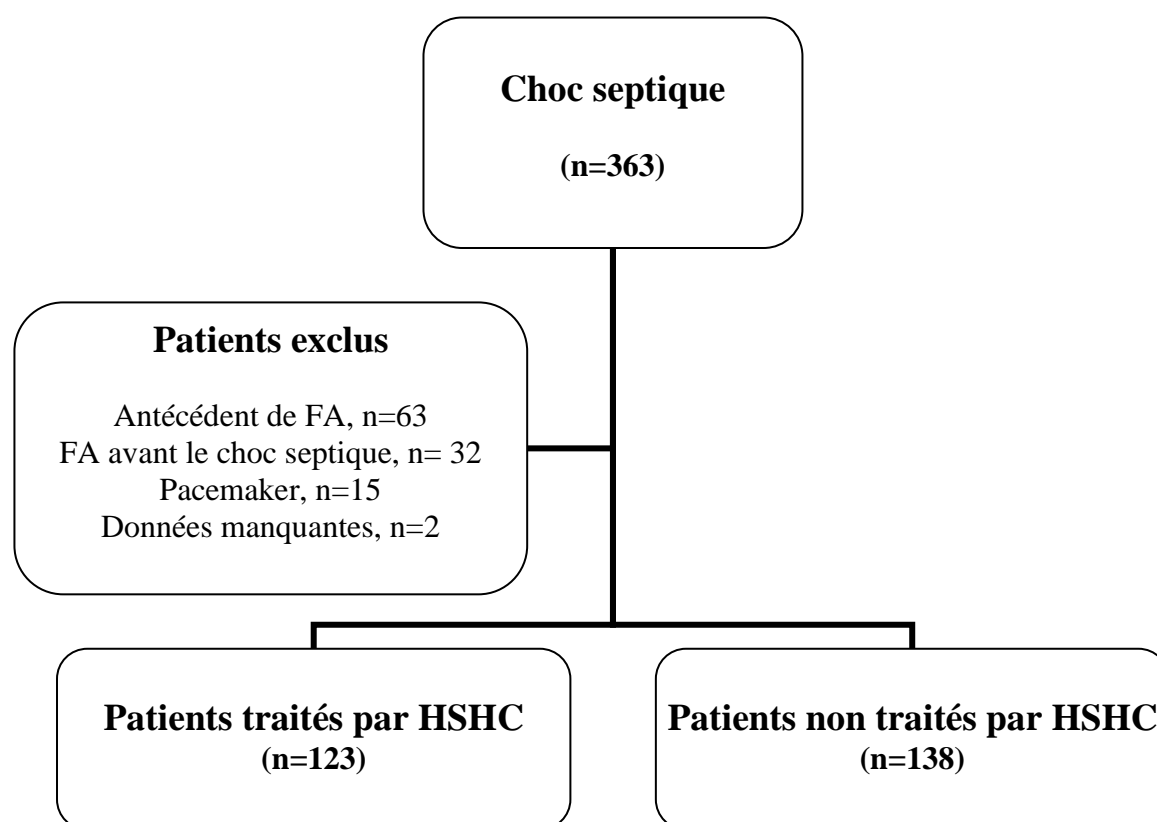 Choc septique
(n=363)
Patients exclus
Antécédent de FA, n=63
FA avant le choc septique, n= 32
Pacemaker, n=15
Données manquantes, n=2
Patients traités par HSHC
(n=123)
Patients non traités par HSHC
(n=138)